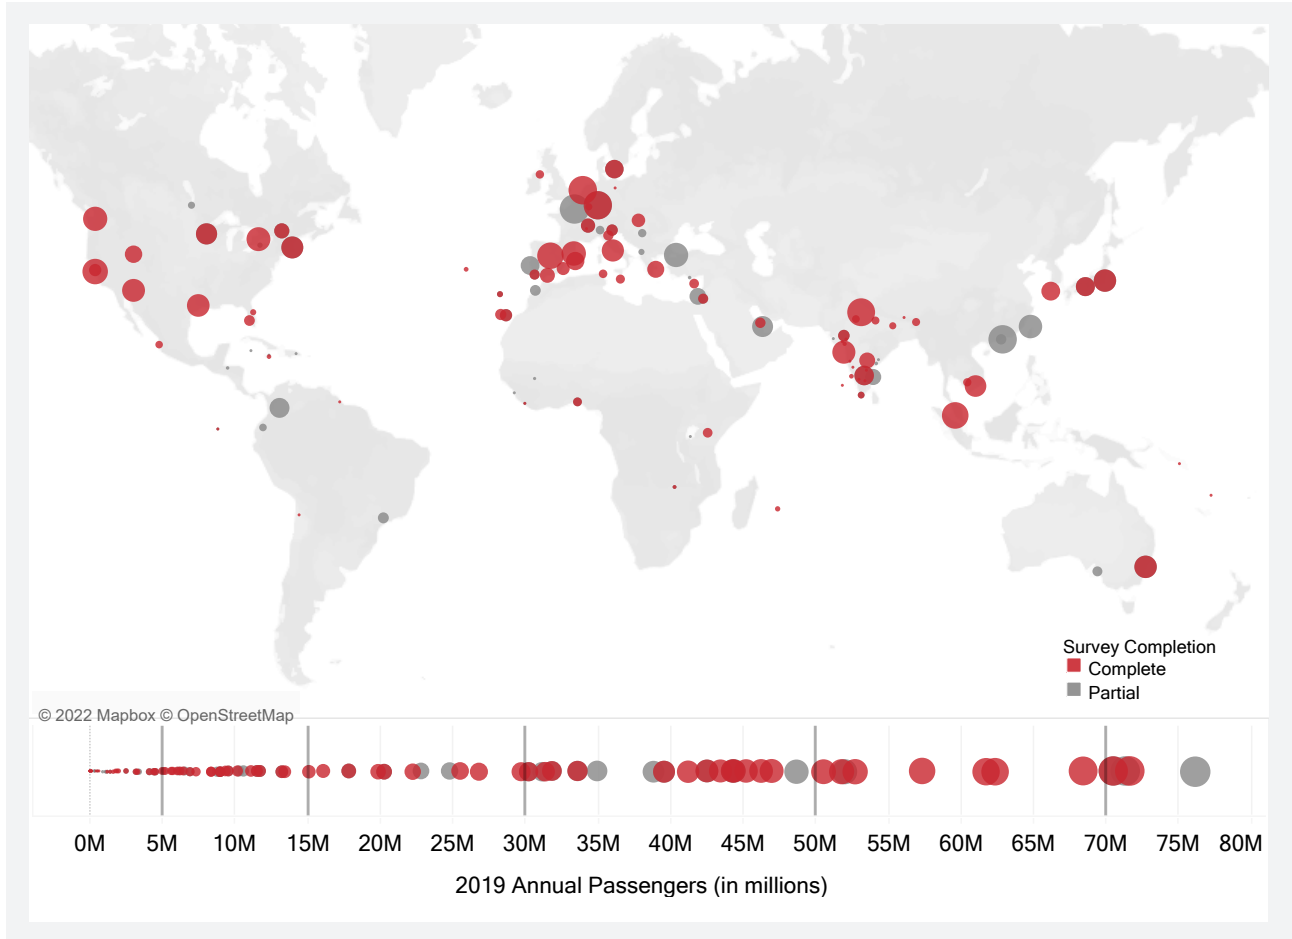 Survey Completion
Complete
Partial
© 2022 Mapbox © OpenStreetMap
0M 5M 10M 15M 20M 25M 30M 35M 40M 45M 50M 55M 60M 65M 70M 75M 80M
2019 Annual Passengers (in millions)